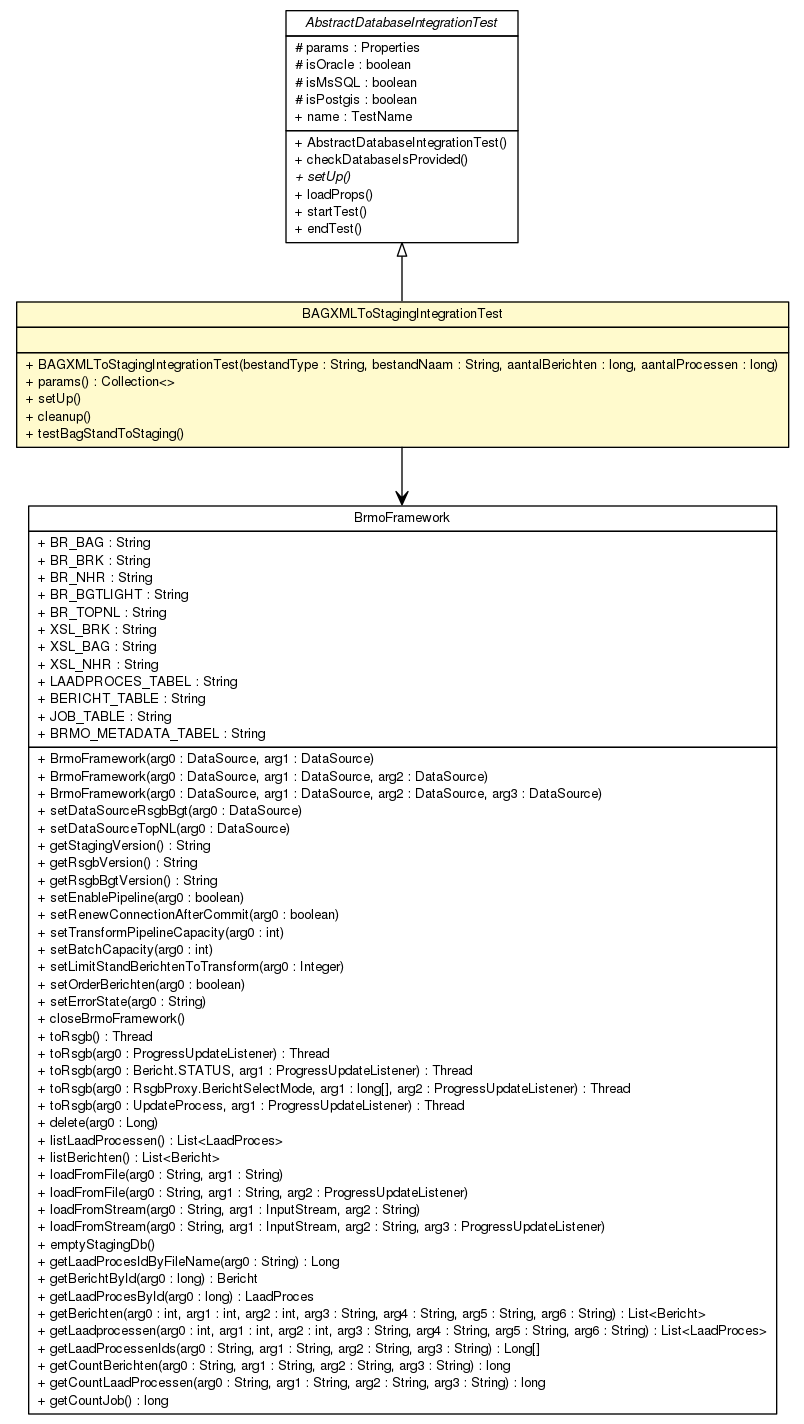 AbstractDatabaseIntegrationTest
# params : Properties
# isOracle : boolean
# isMsSQL : boolean
# isPostgis : boolean
+ name : TestName
+ AbstractDatabaseIntegrationTest()
+ checkDatabaseIsProvided()
+ setUp()
+ loadProps()
+ startTest()
+ endTest()
BAGXMLToStagingIntegrationTest
+ BAGXMLToStagingIntegrationTest(bestandType : String, bestandNaam : String, aantalBerichten : long, aantalProcessen : long)
+ params() : Collection<>
+ setUp()
+ cleanup()
+ testBagStandToStaging()
BrmoFramework
+ BR_BAG : String
+ BR_BRK : String
+ BR_NHR : String
+ BR_BGTLIGHT : String
+ BR_TOPNL : String
+ XSL_BRK : String
+ XSL_BAG : String
+ XSL_NHR : String
+ LAADPROCES_TABEL : String
+ BERICHT_TABLE : String
+ JOB_TABLE : String
+ BRMO_METADATA_TABEL : String
+ BrmoFramework(arg0 : DataSource, arg1 : DataSource)
+ BrmoFramework(arg0 : DataSource, arg1 : DataSource, arg2 : DataSource)
+ BrmoFramework(arg0 : DataSource, arg1 : DataSource, arg2 : DataSource, arg3 : DataSource)
+ setDataSourceRsgbBgt(arg0 : DataSource)
+ setDataSourceTopNL(arg0 : DataSource)
+ getStagingVersion() : String
+ getRsgbVersion() : String
+ getRsgbBgtVersion() : String
+ setEnablePipeline(arg0 : boolean)
+ setRenewConnectionAfterCommit(arg0 : boolean)
+ setTransformPipelineCapacity(arg0 : int)
+ setBatchCapacity(arg0 : int)
+ setLimitStandBerichtenToTransform(arg0 : Integer)
+ setOrderBerichten(arg0 : boolean)
+ setErrorState(arg0 : String)
+ closeBrmoFramework()
+ toRsgb() : Thread
+ toRsgb(arg0 : ProgressUpdateListener) : Thread
+ toRsgb(arg0 : Bericht.STATUS, arg1 : ProgressUpdateListener) : Thread
+ toRsgb(arg0 : RsgbProxy.BerichtSelectMode, arg1 : long[], arg2 : ProgressUpdateListener) : Thread
+ toRsgb(arg0 : UpdateProcess, arg1 : ProgressUpdateListener) : Thread
+ delete(arg0 : Long)
+ listLaadProcessen() : List<LaadProces>
+ listBerichten() : List<Bericht>
+ loadFromFile(arg0 : String, arg1 : String)
+ loadFromFile(arg0 : String, arg1 : String, arg2 : ProgressUpdateListener)
+ loadFromStream(arg0 : String, arg1 : InputStream, arg2 : String)
+ loadFromStream(arg0 : String, arg1 : InputStream, arg2 : String, arg3 : ProgressUpdateListener)
+ emptyStagingDb()
+ getLaadProcesIdByFileName(arg0 : String) : Long
+ getBerichtById(arg0 : long) : Bericht
+ getLaadProcesById(arg0 : long) : LaadProces
+ getBerichten(arg0 : int, arg1 : int, arg2 : int, arg3 : String, arg4 : String, arg5 : String, arg6 : String) : List<Bericht>
+ getLaadprocessen(arg0 : int, arg1 : int, arg2 : int, arg3 : String, arg4 : String, arg5 : String, arg6 : String) : List<LaadProces>
+ getLaadProcessenIds(arg0 : String, arg1 : String, arg2 : String, arg3 : String) : Long[]
+ getCountBerichten(arg0 : String, arg1 : String, arg2 : String, arg3 : String) : long
+ getCountLaadProcessen(arg0 : String, arg1 : String, arg2 : String, arg3 : String) : long
+ getCountJob() : long